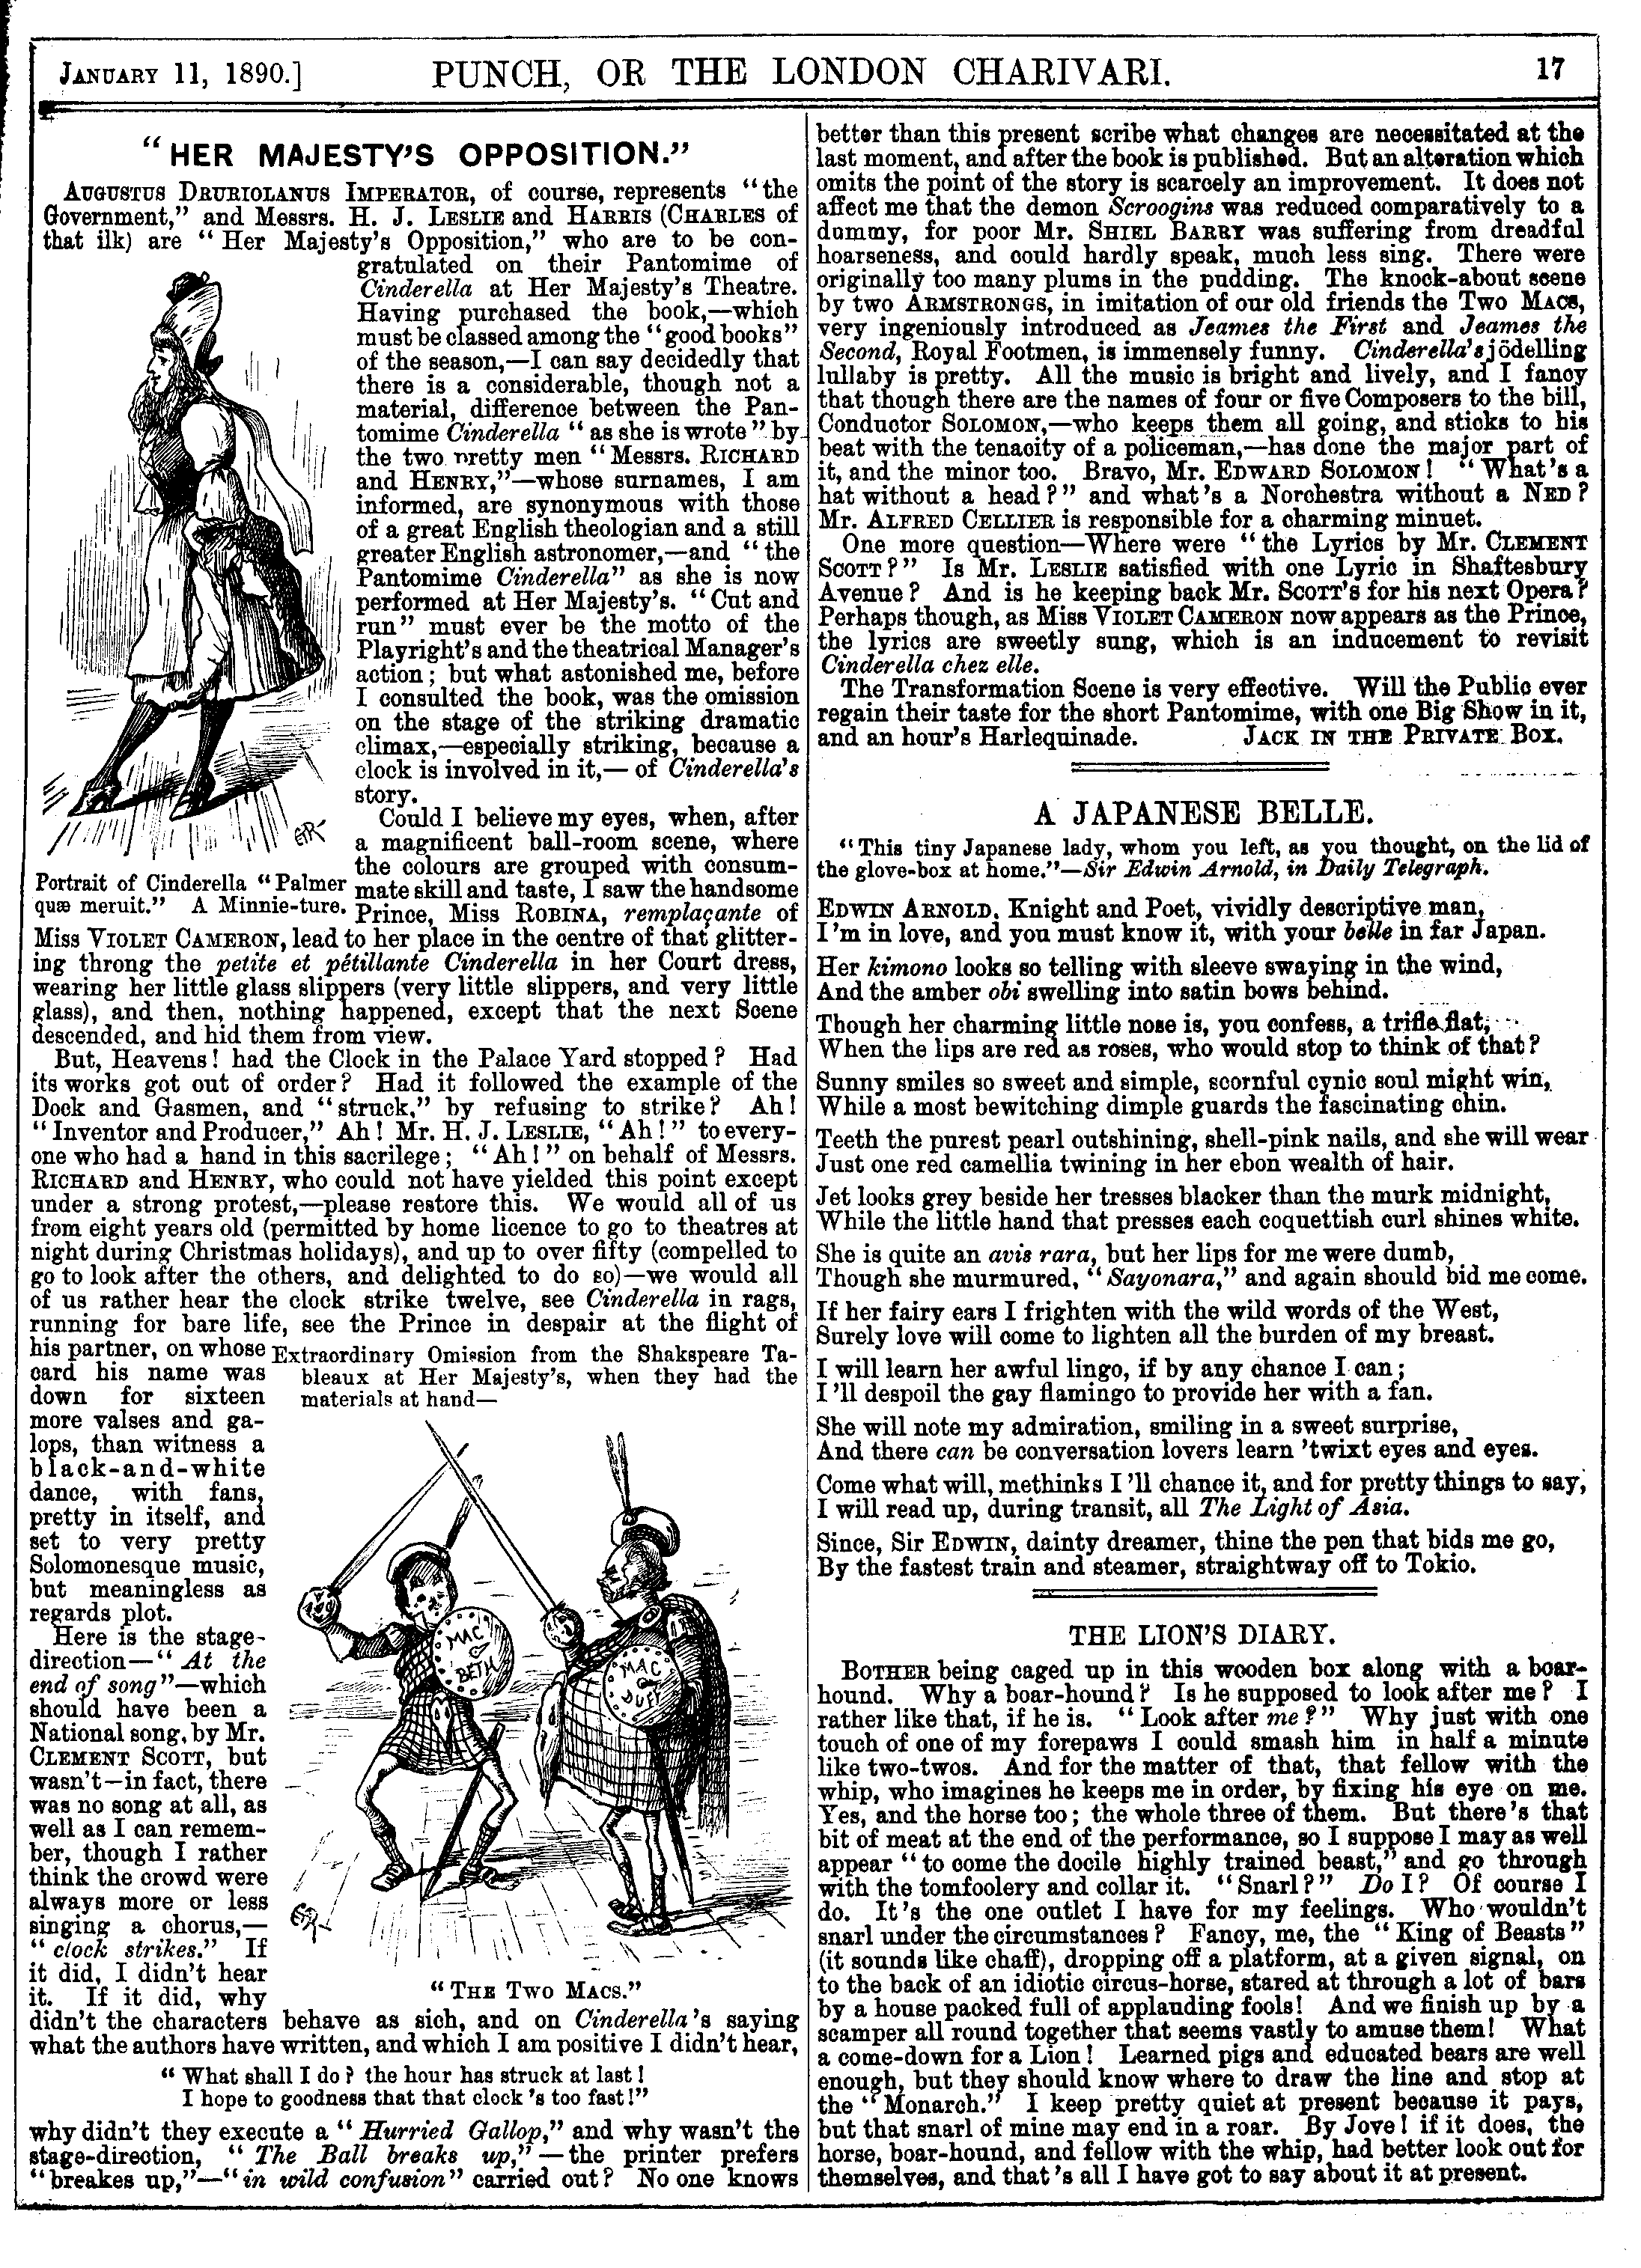 JANUARY 11, 1890.] PUNCH, OR THE LONDON CHARIVARI. 17
“HER MAJESTY'S OPPOSITION.”
AUGUSTUS DRURIOLANUS IMPERATOR, of course, represents “the
Government,” and Messrs. H. J. LESLIE and HARRIS (CHARLES of
that ilk) are “Her Majesty's Opposition,” who are to be con-
gratulated on their Pantomime of
Cinderella at Her Majesty's Theatre.
Having purchased the book,—which
must be classed among the “good books”
of the season,—I can say decidedly that
there is a considerable, though not a
material, difference between the Pan-
tomime Cinderella “as she is wrote” by
the two pretty men “Messrs. RICHARD
and HENRY,”—whose surnames, I am
informed, are synonymous with those
of a great English theologian and a still
greater English astronomer,—and “the
Pantomime Cinderella” as she is now
performed at Her Majesty's. “Cut and
run” must ever be the motto of the
Playright's and the theatrical Manager's
action; but what astonished me, before
I consulted the book, was the omission
on the stage of the striking dramatic
climax,—especially striking, because a
clock is involved in it,—of Cinderella's
story.
Could I believe my eyes, when, after
a magnificent ball-room scene, where
the colours are grouped with consum-
mate skill and taste, I saw the handsome
Prince, Miss ROBINA, remplaçante of
Portrait of Cinderella “Palmer
quæ meruit.” A Minnie-ture.
Miss VIOLET CAMERON, lead to her place in the centre of that glitter-
ing throng the petite et pétillante Cinderella in her Court dress,
wearing her little glass slippers (very little slippers, and very little
glass), and then, nothing happened, except that the next Scene
descended, and hid them from view.
But, Heavens! had the Clock in the Palace Yard stopped? Had
its works got out of order? Had it followed the example of the
Dock and Gasmen, and “struck,” by refusing to strike? Ah!
“Inventor and Producer,” Ah! Mr. H. J. LESLIE, “Ah!” to every-
one who had a hand in this sacrilege; “Ah!” on behalf of Messrs.
RICHARD and HENRY, who could not have yielded this point except
under a strong protest,—please restore this. We would all of us
from eight years old (permitted by home licence to go to theatres at
night during Christmas holidays), and up to over fifty (compelled to
go to look after the others, and delighted to do so)—we would all
of us rather hear the clock strike twelve, see Cinderella in rags,
running for bare life, see the Prince in despair at the flight of
his partner, on whose
card his name was
down for sixteen
more valses and ga-
lops, than witness a
black-and-white
dance, with fans,
pretty in itself, and
set to very pretty
Solomonesque music,
but meaningless as
regards plot.
Here is the stage-
direction—“At the
end of song”—which
should have been a
National song, by Mr.
CLEMENT SCOTT, but
wasn't—in fact, there
was no song at all, as
well as I can remem-
ber, though I rather
think the crowd were
always more or less
singing a chorus,—
“clock strikes.” If
it did, I didn't hear
it. If it did, why
Extraordinary Omission from the Shakspeare Ta-
bleaux at Her Majesty's, when they had the
materials at hand—
MAC
BETH
MAC
DUFF
“THE TWO MACS.”
didn't the characters behave as sich, and on Cinderella's saying
what the authors have written, and which I am positive I didn't hear,
“What shall I do? the hour has struck at last!
I hope to goodness that that clock's too fast!”
why didn't they execute a “Hurried Gallop,” and why wasn't the
stage-direction, “The Ball breaks up,”—the printer prefers
“breakes up,”—“in wild confusion” carried out? No one knows
better than this present scribe what changes are necessitated at the
last moment, and after the book is published. But an alteration which
omits the point of the story is scarcely an improvement. It does not
affect me that the demon Scroogins was reduced comparatively to a
dummy, for poor Mr. SHIEL BARRY was suffering from dreadful
hoarseness, and could hardly speak, much less sing. There were
originally too many plums in the pudding. The knock-about scene
by two ARMSTRONGS, in imitation of our old friends the Two MACS,
very ingeniously introduced as Jeames the First and Jeames the
Second, Royal Footmen, is immensely funny. Cinderella's jödelling
lullaby is pretty. All the music is bright and lively, and I fancy
that though there are the names of four or five Composers to the bill,
Conductor SOLOMON,—who keeps them all going, and sticks to his
beat with the tenacity of a policeman,—has done the major part of
it, and the minor too. Bravo, Mr. EDWARD SOLOMON! “What's a
hat without a head?” and what's a Norchestra without a NED?
Mr. ALFRED CELLIER is responsible for a charming minuet.
One more question—Where were “the Lyrics by Mr. CLEMENT
SCOTT?” Is Mr. LESLIE satisfied with one Lyric in Shaftesbury
Avenue? And is he keeping back Mr. SCOTT's for his next Opera?
Perhaps though, as Miss VIOLET CAMERON now appears as the Prince,
the lyrics are sweetly sung, which is an inducement to revisit
Cinderella chez elle.
The Transformation Scene is very effective. Will the Public ever
regain their taste for the short Pantomime, with one Big Show in it,
and an hour's Harlequinade. JACK IN THE PRIVATE BOX.
A JAPANESE BELLE.
“This tiny Japanese lady, whom you left, as you thought, on the lid of
the glove-box at home.”—Sir Edwin Arnold, in Daily Telegraph.
EDWIN ARNOLD, Knight and Poet, vividly descriptive man,
I'm in love, and you must know it, with your belle in far Japan.
Her kimono looks so telling with sleeve swaying in the wind,
And the amber obi swelling into satin bows behind.
Though her charming little nose is, you confess, a trifle flat,
When the lips are red as roses, who would stop to think of that?
Sunny smiles so sweet and simple, scornful cynic soul might win,
While a most bewitching dimple guards the fascinating chin.
Teeth the purest pearl outshining, shell-pink nails, and she will wear
Just one red camellia twining in her ebon wealth of hair.
Jet looks grey beside her tresses blacker than the murk midnight,
While the little hand that presses each coquettish curl shines white.
She is quite an avis rara, but her lips for me were dumb,
Though she murmured, “Sayonara,” and again should bid me come.
If her fairy ears I frighten with the wild words of the West,
Surely love will come to lighten all the burden of my breast.
I will learn her awful lingo, if by any chance I can;
I'll despoil the gay flamingo to provide her with a fan.
She will note my admiration, smiling in a sweet surprise,
And there can be conversation lovers learn 'twixt eyes and eyes.
Come what will, methinks I'll chance it, and for pretty things to say,
I will read up, during transit, all The Light of Asia.
Since, Sir EDWIN, dainty dreamer, thine the pen that bids me go,
By the fastest train and steamer, straightway off to Tokio.
THE LION'S DIARY.
BOTHER being caged up in this wooden box along with a boar-
hound. Why a boar-hound? Is he supposed to look after me? I
rather like that, if he is. “Look after me?” Why just with one
touch of one of my forepaws I could smash him in half a minute
like two-twos. And for the matter of that, that fellow with the
whip, who imagines he keeps me in order, by fixing his eye on me.
Yes, and the horse too; the whole three of them. But there's that
bit of meat at the end of the performance, so I suppose I may as well
appear “to come the docile highly trained beast,” and go through
with the tomfoolery and collar it. “Snarl?” Do I? Of course I
do. It's the one outlet I have for my feelings. Who wouldn't
snarl under the circumstances? Fancy, me, the “King of Beasts”
(it sounds like chaff), dropping off a platform, at a given signal, on
to the back of an idiotic circus-horse, stared at through a lot of bars
by a house packed full of applauding fools! And we finish up by a
scamper all round together that seems vastly to amuse them! What
a come-down for a Lion! Learned pigs and educated bears are well
enough, but they should know where to draw the line and stop at
the “Monarch.” I keep pretty quiet at present because it pays,
but that snarl of mine may end in a roar. By Jove! if it does, the
horse, boar-hound, and fellow with the whip, had better look out for
themselves, and that's all I have got to say about it at present.